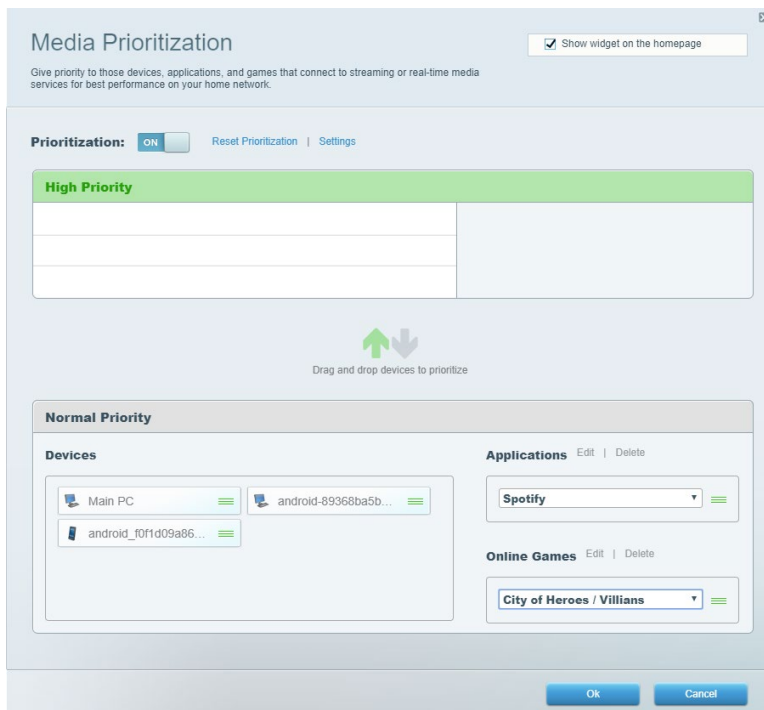 Media Prioritization
Show widget on the homepage
Give priority to those devices, applications, and games that connect to streaming or real-time media
services for best performance on your home network.
Prioritization: ON Reset Prioritization | Settings
High Priority
Drag and drop devices to prioritize
Normal Priority
Devices
Main PC
android-89368ba5b...
android_f0f1d09a86...
Applications Edit | Delete
Spotify
Online Games Edit | Delete
City of Heroes / Villians
Ok
Cancel